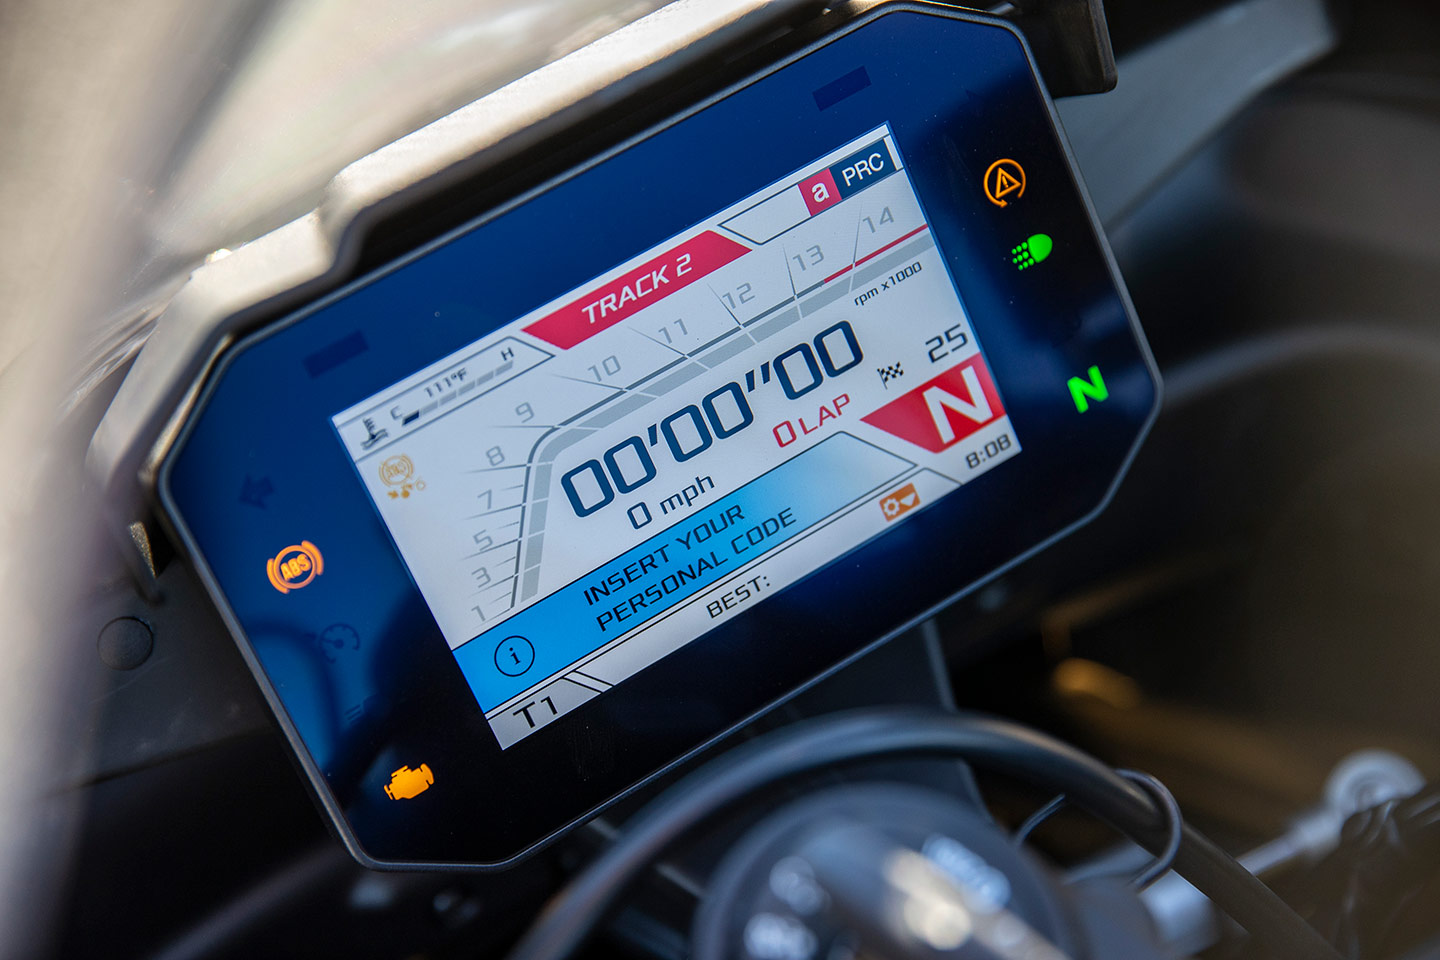 a PRC
TRACK 2
C 111°F H
1 3 5 7 8 9 10 11 12 13 14
rpm x1000
00'00"00
25
0 LAP
0 mph
N
8:08
INSERT YOUR
PERSONAL CODE
i
BEST:
T1
ABS
ABS
N